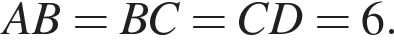 AB = BC = CD = 6.